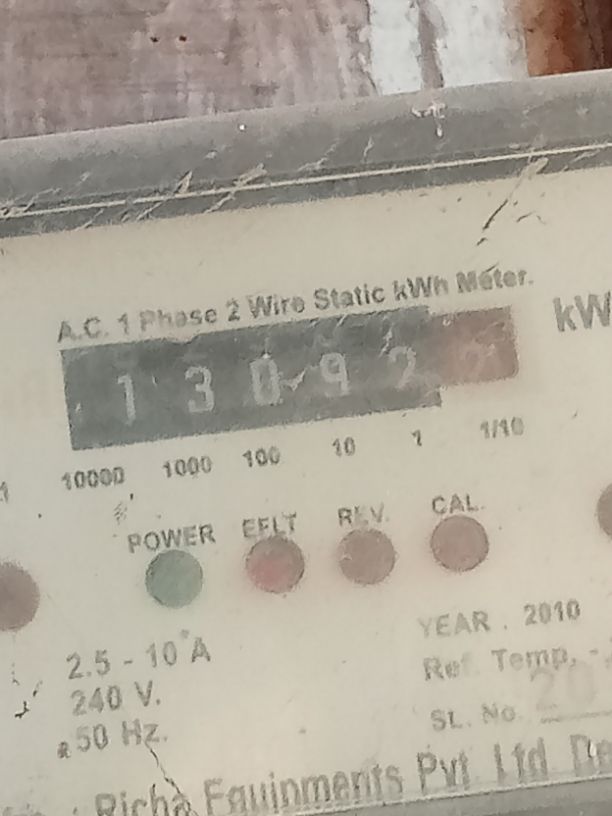 A.C. 1 Phase 2 Wire Static kWh Meter.
1 3 0 9 2
10000 1000 100 10 1 1/10
POWER EFLT REV. CAL.
2.5 - 10 A
240 V.
50 Hz.
YEAR . 2010
Ref. Temp.
SL. No.
Richa Equipments Pvt. Ltd.